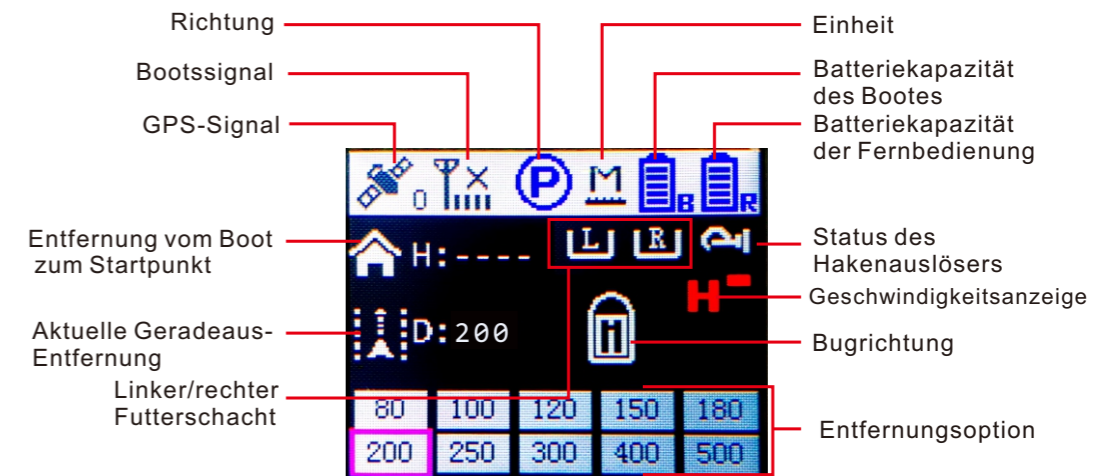 Richtung
Einheit
Bootssignal
Batteriekapazität
des Bootes
GPS-Signal
Batteriekapazität
der Fernbedienung
0
P
M
B
R
Entfernung vom Boot
zum Startpunkt
H:----
L
R
Status des
Hakenauslösers
H
Geschwindigkeitsanzeige
Aktuelle Geradeaus-
Entfernung
D:200
H
Bugrichtung
Linker/rechter
Futterschacht
80 100 120 150 180
200 250 300 400 500
Entfernungsoption